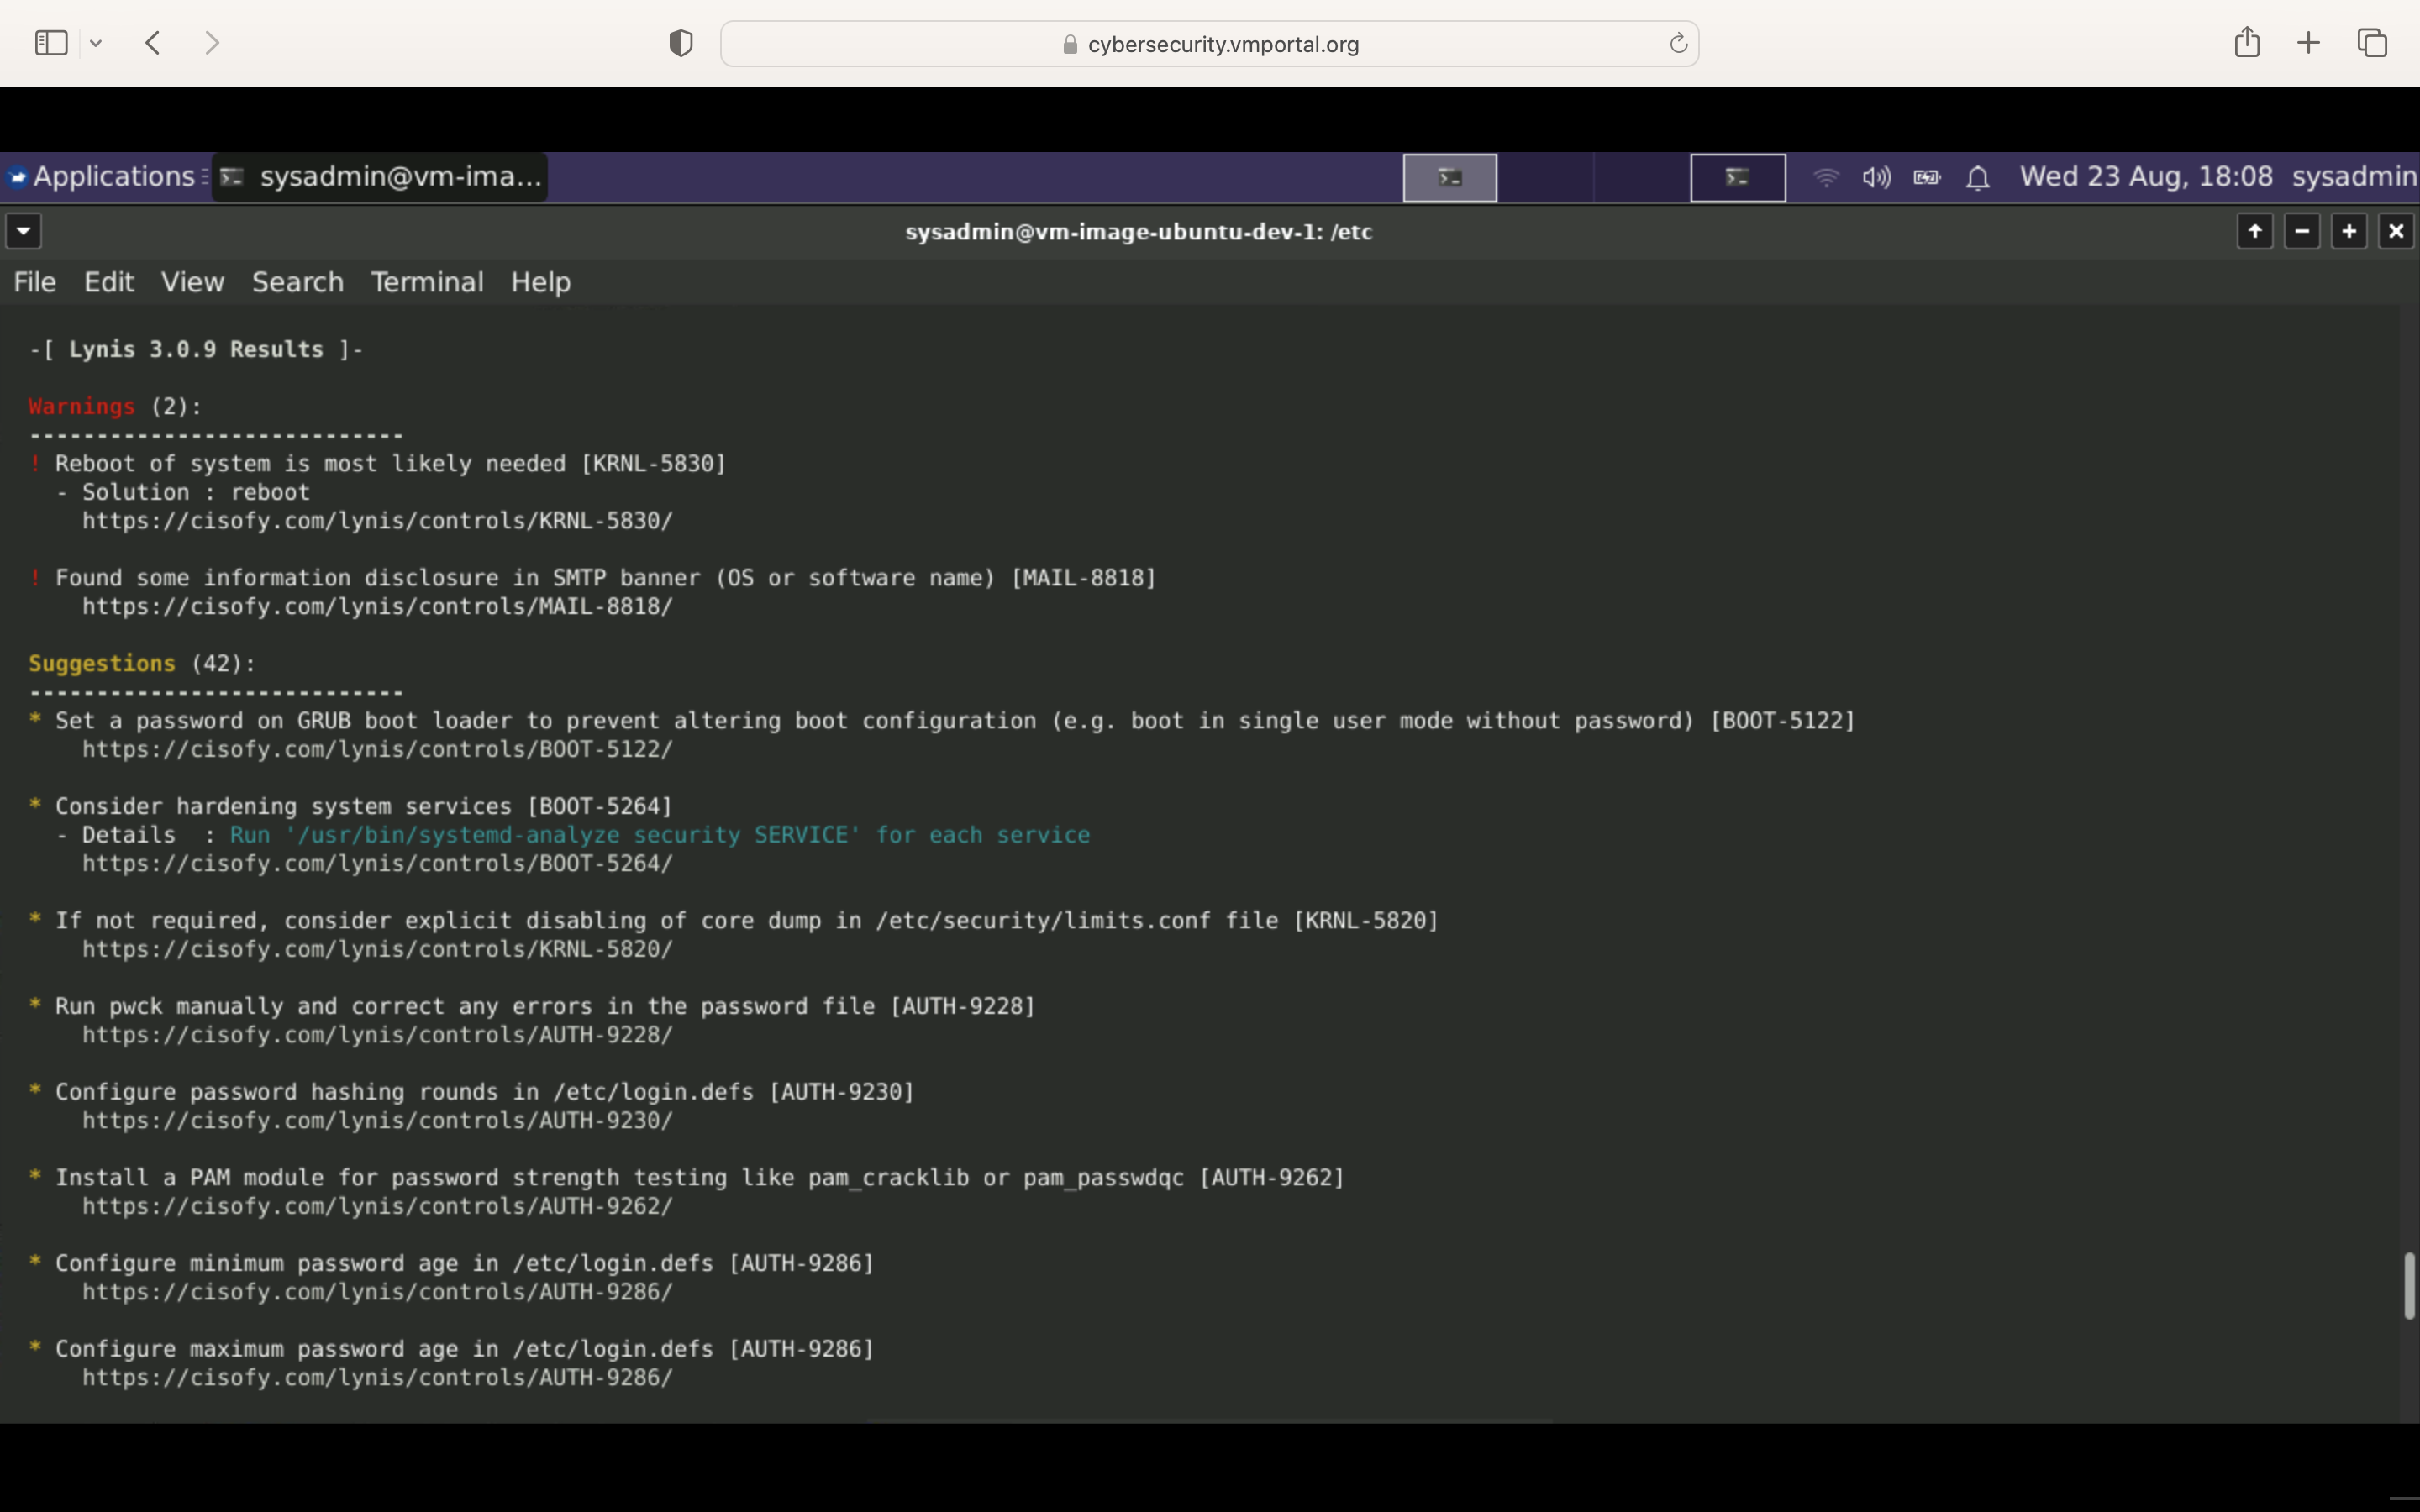 cybersecurity.vmportal.org
Applications sysadmin@vm-ima... Wed 23 Aug, 18:08 sysadmin
sysadmin@vm-image-ubuntu-dev-1: /etc
File Edit View Search Terminal Help
-[ Lynis 3.0.9 Results ]-
Warnings (2):
----------------------------
! Reboot of system is most likely needed [KRNL-5830]
- Solution : reboot
https://cisofy.com/lynis/controls/KRNL-5830/
! Found some information disclosure in SMTP banner (OS or software name) [MAIL-8818]
https://cisofy.com/lynis/controls/MAIL-8818/
Suggestions (42):
----------------------------
* Set a password on GRUB boot loader to prevent altering boot configuration (e.g. boot in single user mode without password) [BOOT-5122]
https://cisofy.com/lynis/controls/BOOT-5122/
* Consider hardening system services [BOOT-5264]
- Details  : Run '/usr/bin/systemd-analyze security SERVICE' for each service
https://cisofy.com/lynis/controls/BOOT-5264/
* If not required, consider explicit disabling of core dump in /etc/security/limits.conf file [KRNL-5820]
https://cisofy.com/lynis/controls/KRNL-5820/
* Run pwck manually and correct any errors in the password file [AUTH-9228]
https://cisofy.com/lynis/controls/AUTH-9228/
* Configure password hashing rounds in /etc/login.defs [AUTH-9230]
https://cisofy.com/lynis/controls/AUTH-9230/
* Install a PAM module for password strength testing like pam_cracklib or pam_passwdqc [AUTH-9262]
https://cisofy.com/lynis/controls/AUTH-9262/
* Configure minimum password age in /etc/login.defs [AUTH-9286]
https://cisofy.com/lynis/controls/AUTH-9286/
* Configure maximum password age in /etc/login.defs [AUTH-9286]
https://cisofy.com/lynis/controls/AUTH-9286/